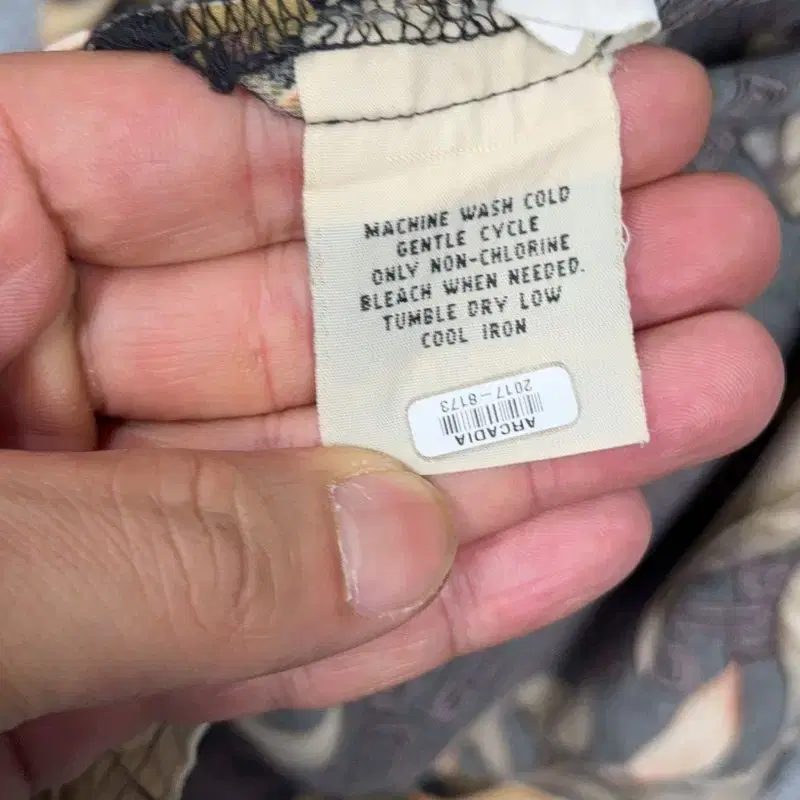 MACHINE WASH COLD
GENTLE CYCLE
ONLY NON-CHLORINE
BLEACH WHEN NEEDED.
TUMBLE DRY LOW
COOL IRON
ARCADIA
2017-8173